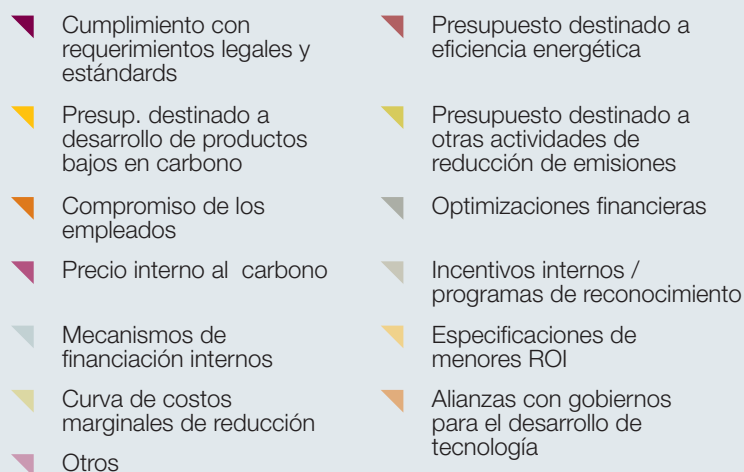 Cumplimiento con
requerimientos legales y
estándards
Presup. destinado a
desarrollo de productos
bajos en carbono
Compromiso de los
empleados
Precio interno al carbono
Mecanismos de
financiación internos
Curva de costos
marginales de reducción
Otros
Presupuesto destinado a
eficiencia energética
Presupuesto destinado a
otras actividades de
reducción de emisiones
Optimizaciones financieras
Incentivos internos /
programas de reconocimiento
Especificaciones de
menores ROI
Alianzas con gobiernos
para el desarrollo de
tecnología